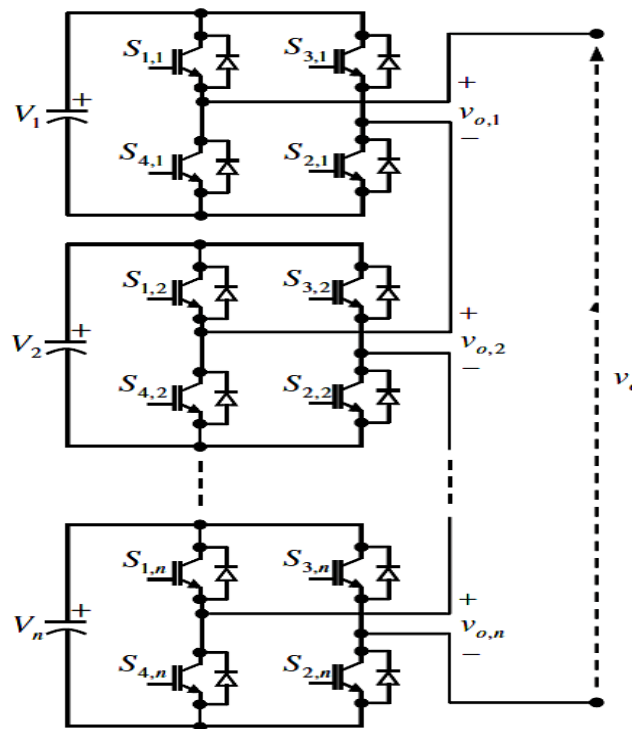 S1,1
S3,1
+
+
V1
vo,1
S4,1
S2,1
−
S1,2
S3,2
+
+
V2
vo,2
S4,2
S2,2
−
vo
S1,n
S3,n
+
+
Vn
vo,n
S4,n
S2,n
−